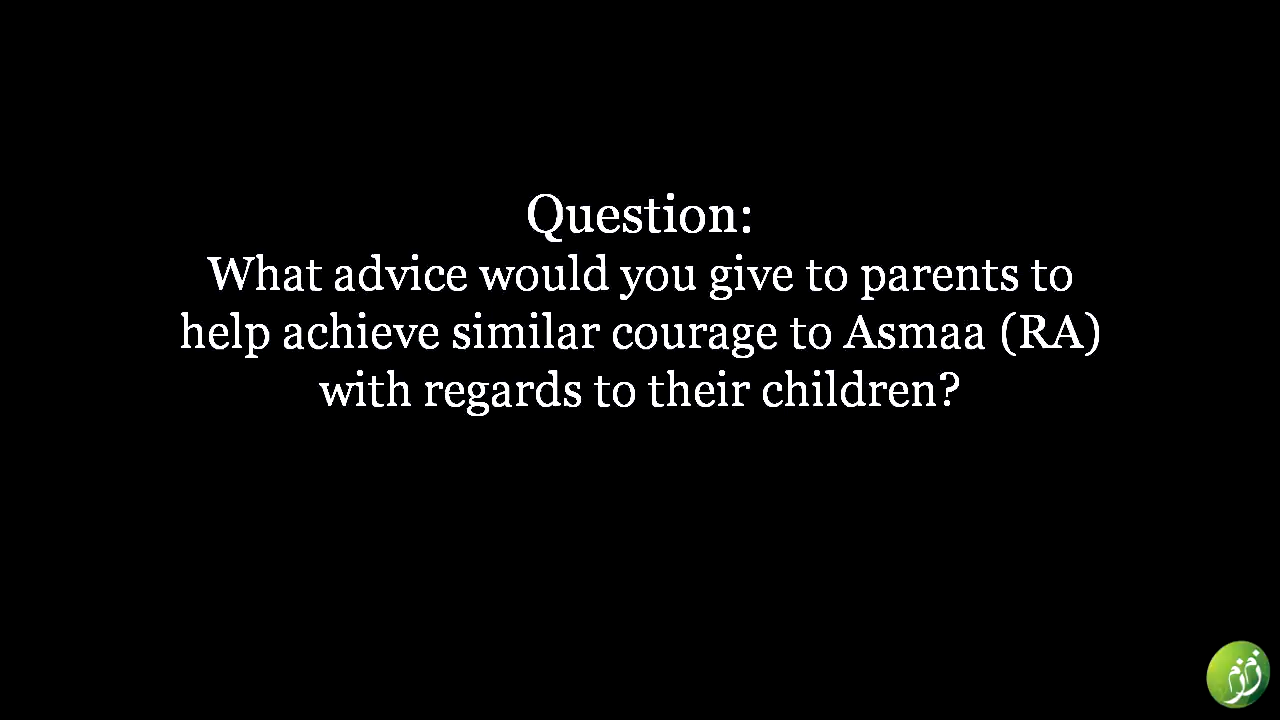 Question:
What advice would you give to parents to
help achieve similar courage to Asmaa (RA)
with regards to their children?
زمزم